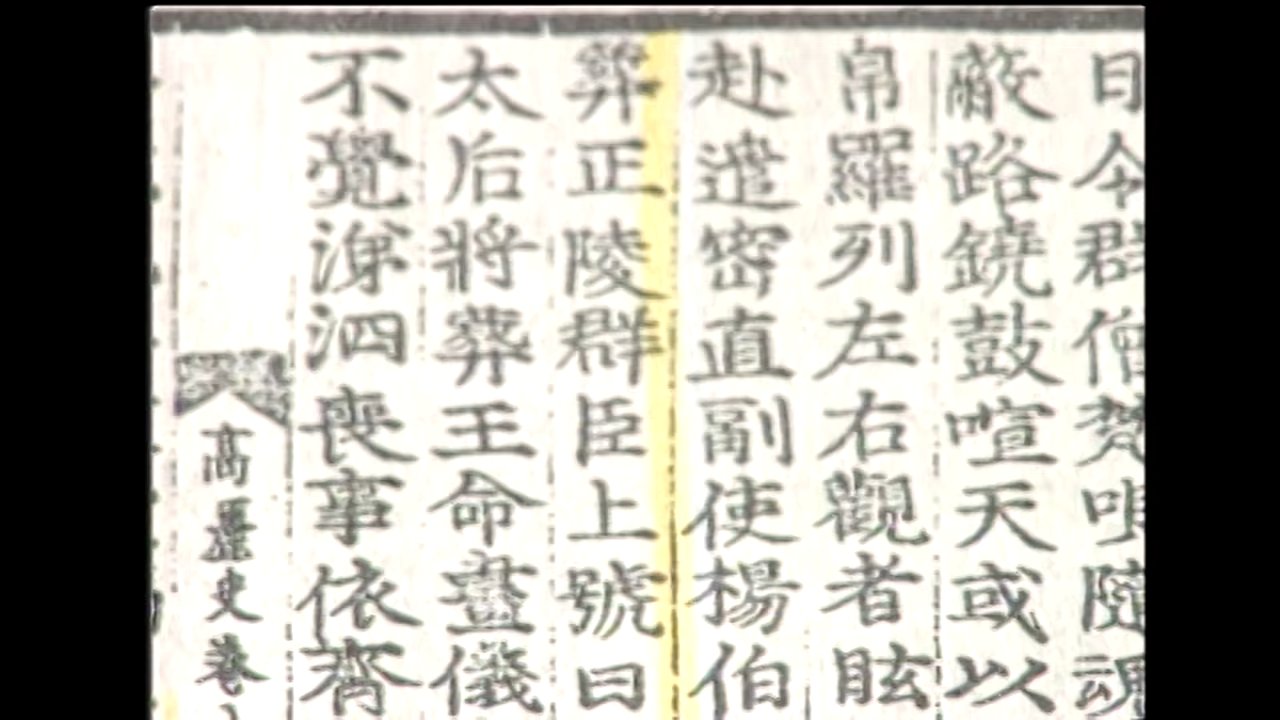 日令群僧梵唄隨魂
蔽路鐃鼓喧天或以
帛羅列左右觀者眩
赴遣密直副使楊伯
葬正陵群臣上號曰
太后將葬王命盡儀
不覺涕泗喪事依齊
高麗史卷